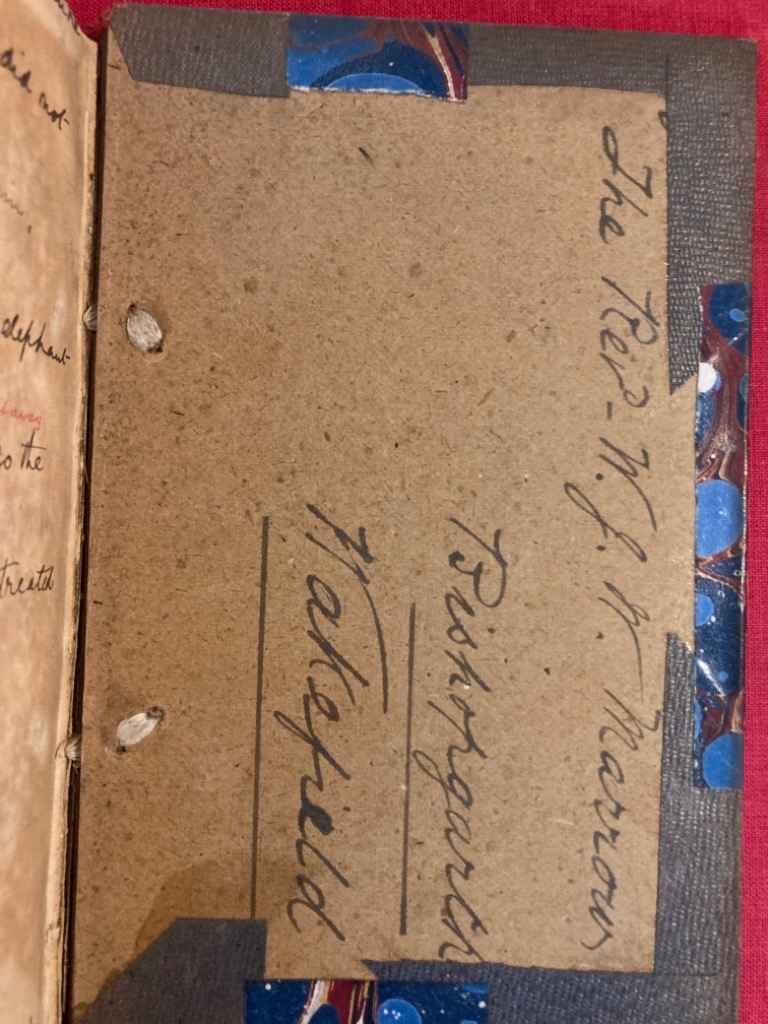 did not
elephant
to the
treated
The Revd. W. J. W. Marrow
Bishopgarth
Wakefield